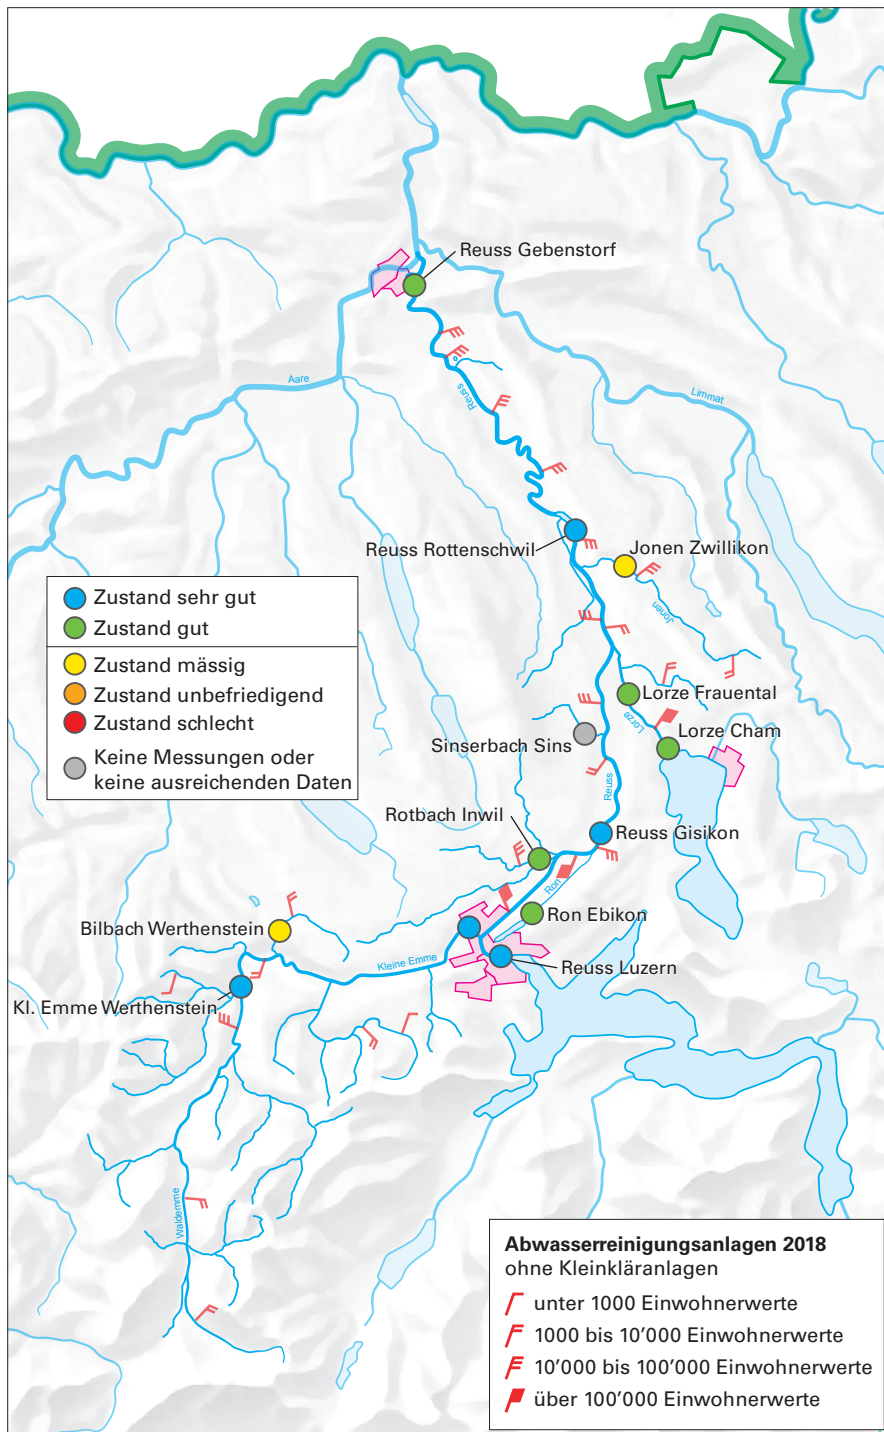 Reuss Gebenstorf
Aare
Reuss
Limmat
Reuss Rottenschwil
Jonen Zwillikon
Jonen
Zustand sehr gut
Zustand gut
Zustand mässig
Zustand unbefriedigend
Zustand schlecht
Keine Messungen oder
keine ausreichenden Daten
Lorze Frauental
Lorze
Lorze Cham
Sinserbach Sins
Reuss
Rotbach Inwil
Reuss Gisikon
Ron
Ron Ebikon
Bilbach Werthenstein
Kleine Emme
Reuss Luzern
Kl. Emme Werthenstein
Waldemme
Abwasserreinigungsanlagen 2018
ohne Kleinkläranlagen
unter 1000 Einwohnerwerte
1000 bis 10’000 Einwohnerwerte
10’000 bis 100’000 Einwohnerwerte
über 100’000 Einwohnerwerte